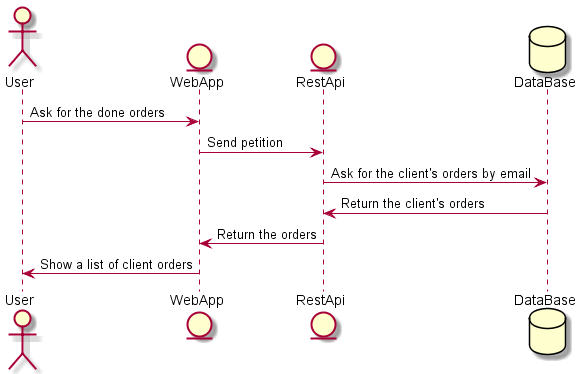 User
WebApp
RestApi
DataBase
Ask for the done orders
Send petition
Ask for the client's orders by email
Return the client's orders
Return the orders
Show a list of client orders
User
WebApp
RestApi
DataBase